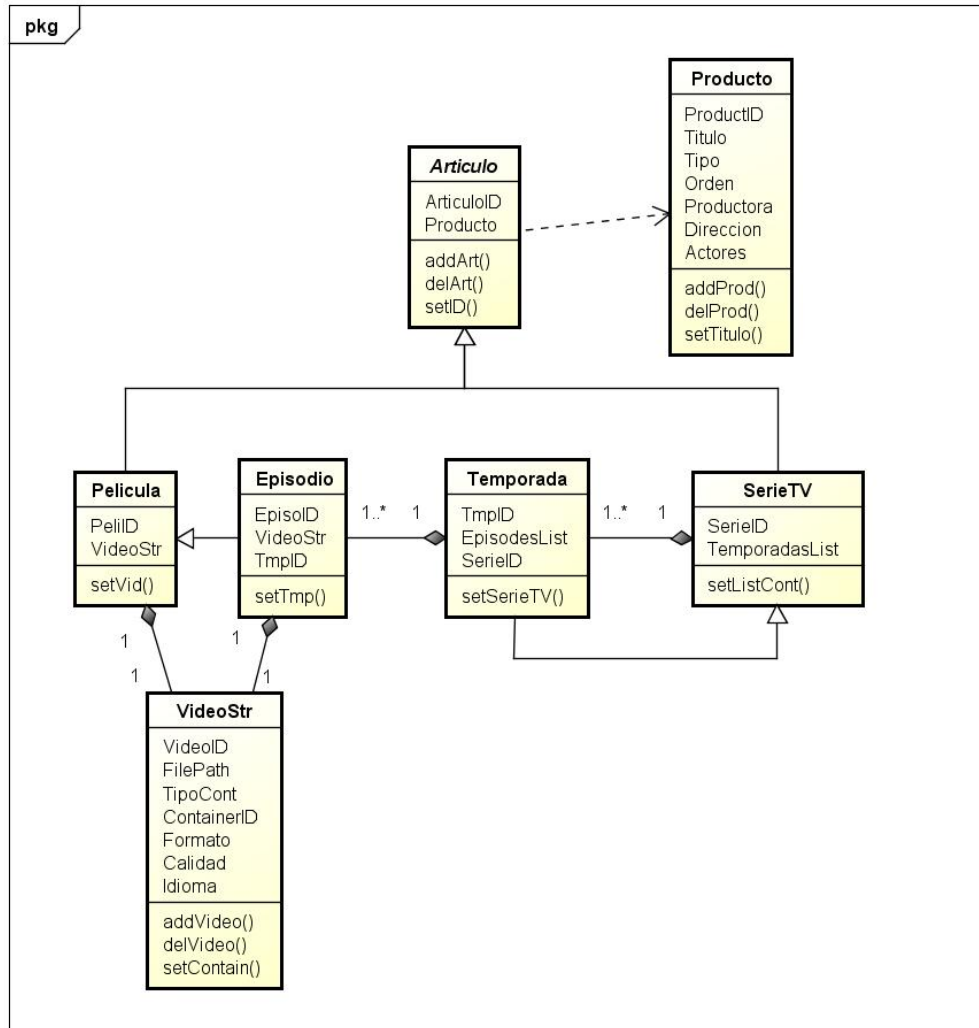 pkg
Producto
ProductID
Titulo
Tipo
Orden
Productora
Direccion
Actores
addProd()
delProd()
setTitulo()
Articulo
ArticuloID
Producto
addArt()
delArt()
setID()
Pelicula
PeliID
VideoStr
setVid()
Episodio
EpisoID
VideoStr
TmpID
setTmp()
1..*
1
Temporada
TmpID
EpisodesList
SerieID
setSerieTV()
1..*
1
SerieTV
SerieID
TemporadasList
setListCont()
1
1
1
1
VideoStr
VideoID
FilePath
TipoCont
ContainerID
Formato
Calidad
Idioma
addVideo()
delVideo()
setContain()